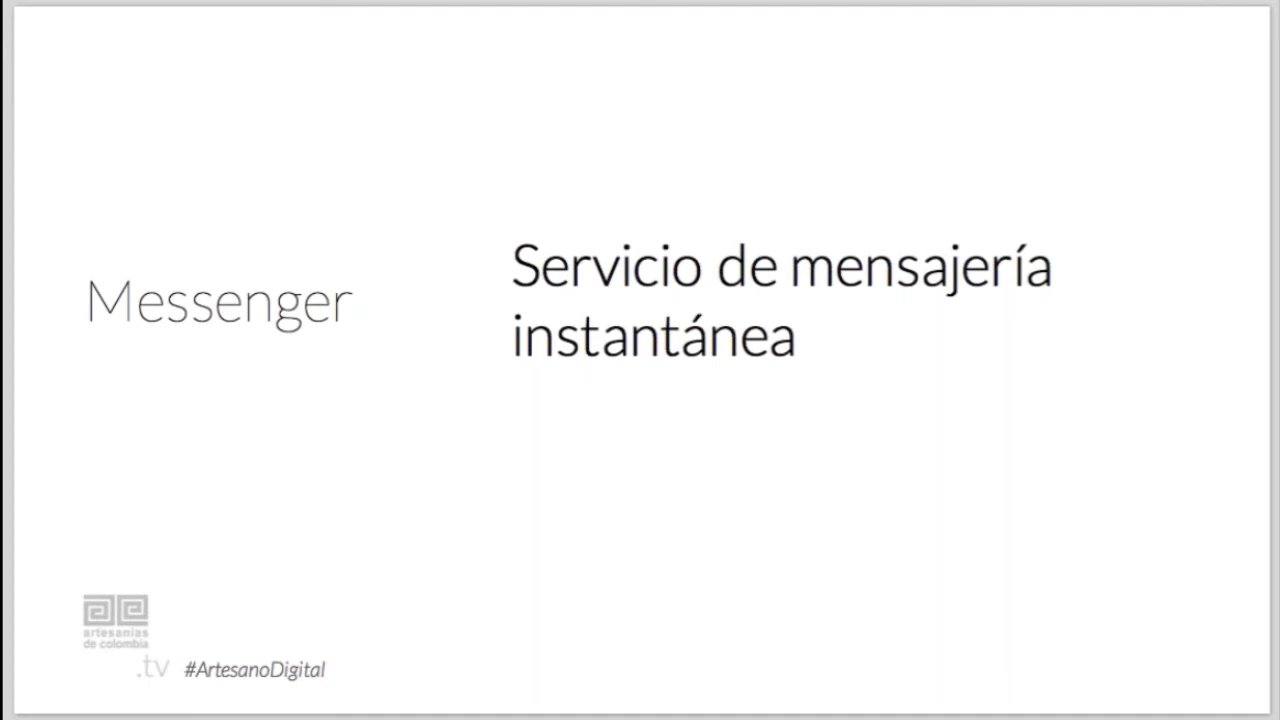 Messenger
Servicio de mensajería
instantánea
artesanías
de colombia
.tv #ArtesanoDigital